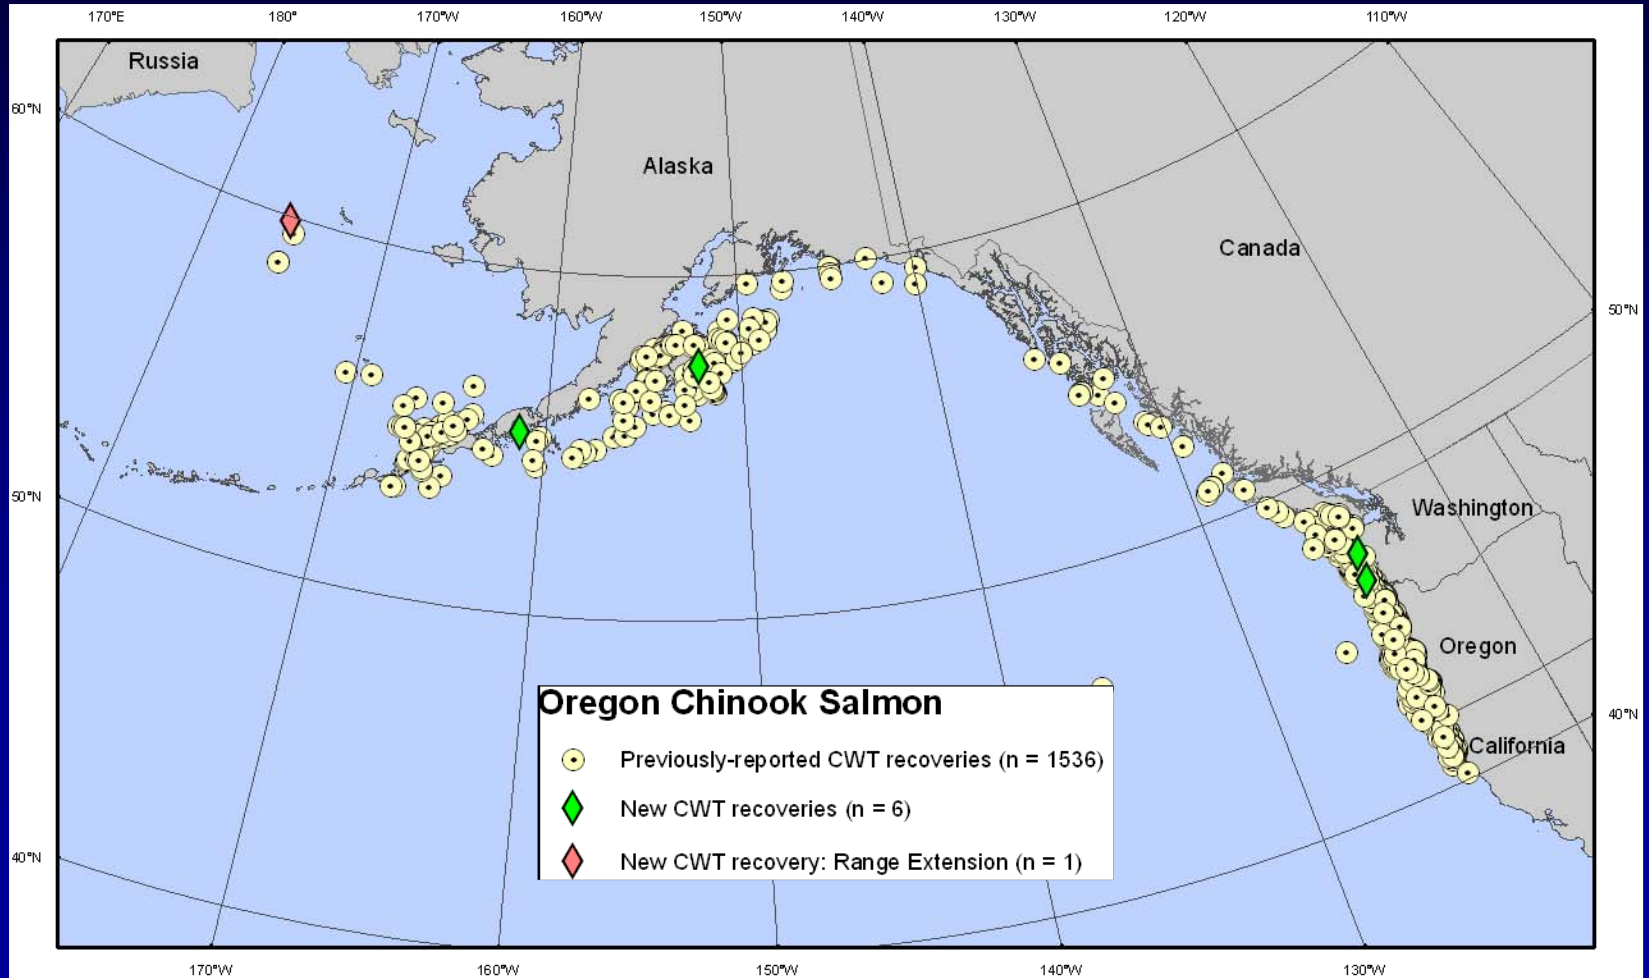 170°E 180° 170°W 160°W 150°W 140°W 130°W 120°W 110°W
Russia
60°N
Alaska
Canada
50°N
50°N
Washington
Oregon
Oregon Chinook Salmon
40°N
California
Previously-reported CWT recoveries (n = 1536)
New CWT recoveries (n = 6)
40°N
New CWT recovery: Range Extension (n = 1)
170°W 160°W 150°W 140°W 130°W